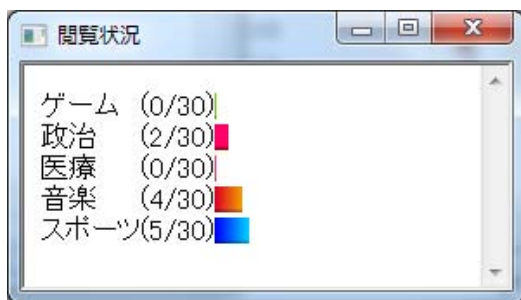 閲覧状況
ゲーム (0/30)
政治 (2/30)
医療 (0/30)
音楽 (4/30)
スポーツ(5/30)